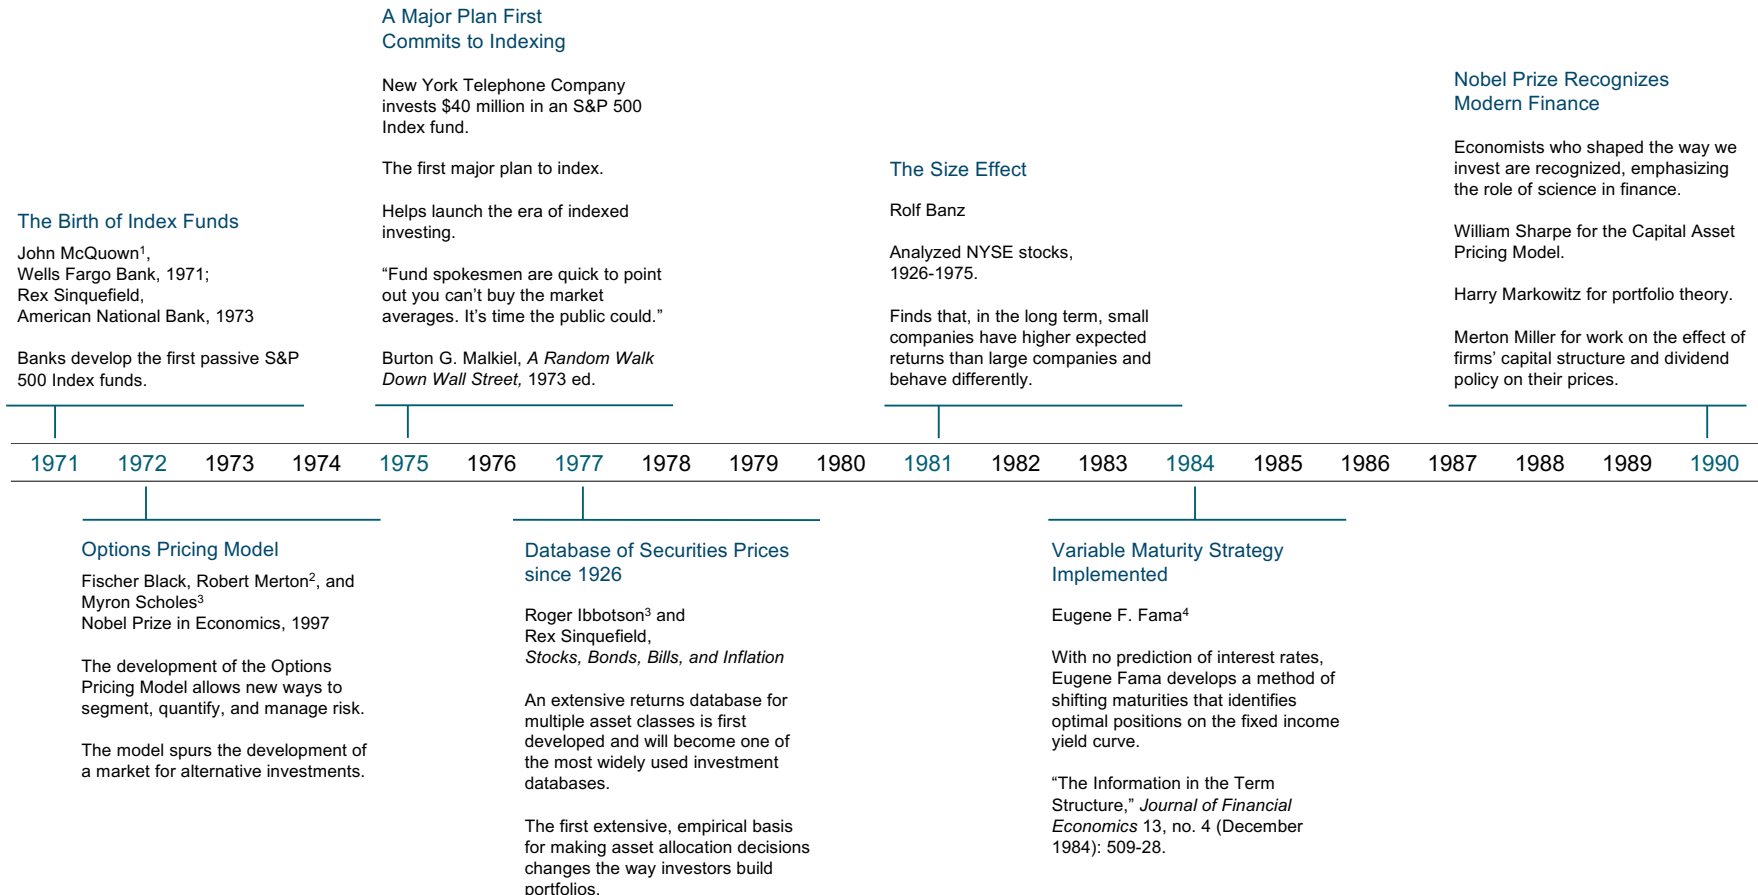 A Major Plan First
Commits to Indexing
New York Telephone Company
invests $40 million in an S&P 500
Index fund.
The first major plan to index.
Helps launch the era of indexed
investing.
“Fund spokesmen are quick to point
out you can’t buy the market
averages. It’s time the public could.”
Burton G. Malkiel, A Random Walk
Down Wall Street, 1973 ed.
Nobel Prize Recognizes
Modern Finance
Economists who shaped the way we
invest are recognized, emphasizing
the role of science in finance.
William Sharpe for the Capital Asset
Pricing Model.
Harry Markowitz for portfolio theory.
Merton Miller for work on the effect of
firms’ capital structure and dividend
policy on their prices.
The Size Effect
Rolf Banz
Analyzed NYSE stocks,
1926-1975.
Finds that, in the long term, small
companies have higher expected
returns than large companies and
behave differently.
The Birth of Index Funds
John McQuown¹,
Wells Fargo Bank, 1971;
Rex Sinquefield,
American National Bank, 1973
Banks develop the first passive S&P
500 Index funds.
1971 1972 1973 1974 1975 1976 1977 1978 1979 1980 1981 1982 1983 1984 1985 1986 1987 1988 1989 1990
Options Pricing Model
Fischer Black, Robert Merton², and
Myron Scholes³
Nobel Prize in Economics, 1997
The development of the Options
Pricing Model allows new ways to
segment, quantify, and manage risk.
The model spurs the development of
a market for alternative investments.
Database of Securities Prices
since 1926
Roger Ibbotson³ and
Rex Sinquefield,
Stocks, Bonds, Bills, and Inflation
An extensive returns database for
multiple asset classes is first
developed and will become one of
the most widely used investment
databases.
The first extensive, empirical basis
for making asset allocation decisions
changes the way investors build
portfolios.
Variable Maturity Strategy
Implemented
Eugene F. Fama⁴
With no prediction of interest rates,
Eugene Fama develops a method of
shifting maturities that identifies
optimal positions on the fixed income
yield curve.
“The Information in the Term
Structure,” Journal of Financial
Economics 13, no. 4 (December
1984): 509-28.